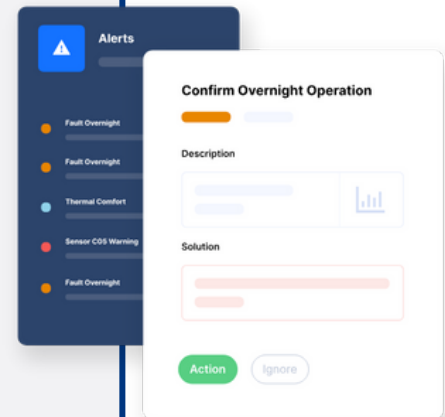 Alerts
Fault Overnight
Fault Overnight
Thermal Comfort
Sensor CO5 Warning
Fault Overnight
Confirm Overnight Operation
Description
Solution
Action
Ignore